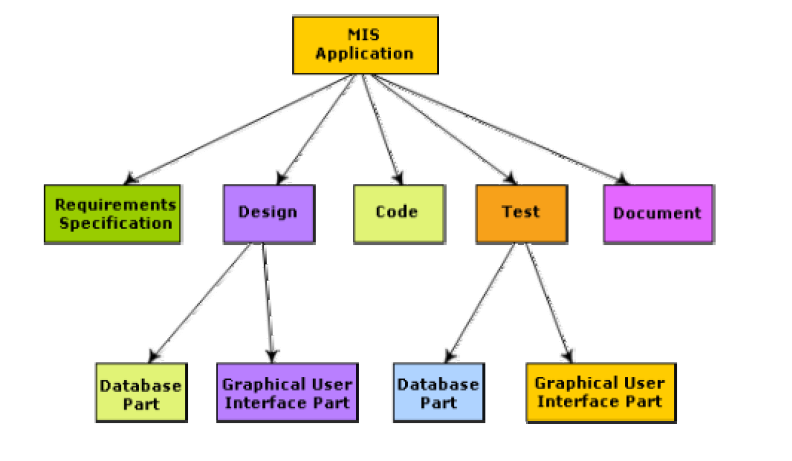 MIS
Application
Requirements
Specification
Design
Code
Test
Document
Database
Part
Graphical User
Interface Part
Database
Part
Graphical User
Interface Part